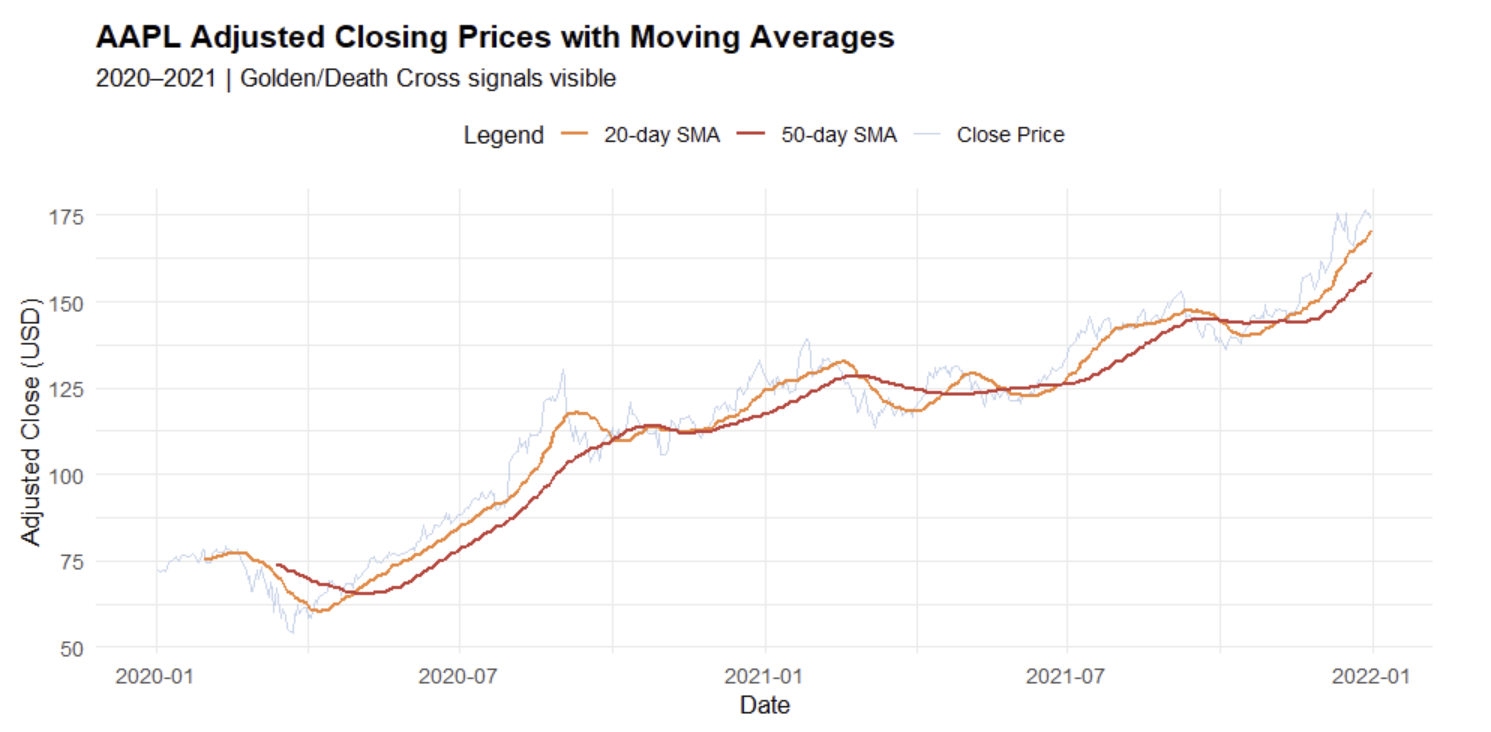 AAPL Adjusted Closing Prices with Moving Averages
2020–2021 | Golden/Death Cross signals visible
Legend 20-day SMA 50-day SMA Close Price
Adjusted Close (USD)
175
150
125
100
75
50
2020-01 2020-07 2021-01 2021-07 2022-01
Date